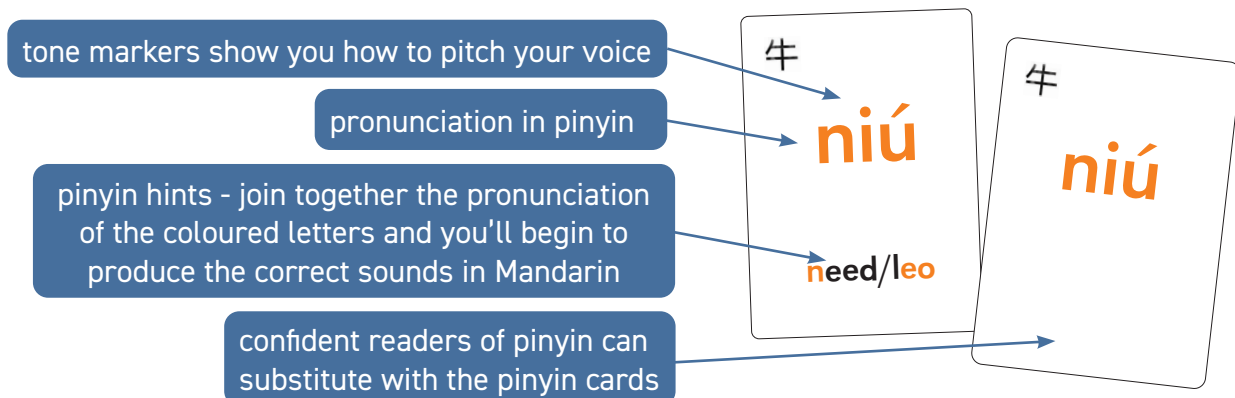 tone markers show you how to pitch your voice
pronunciation in pinyin
pinyin hints - join together the pronunciation
of the coloured letters and you'll begin to
produce the correct sounds in Mandarin
confident readers of pinyin can
substitute with the pinyin cards
牛
niú
need/leo
牛
niú